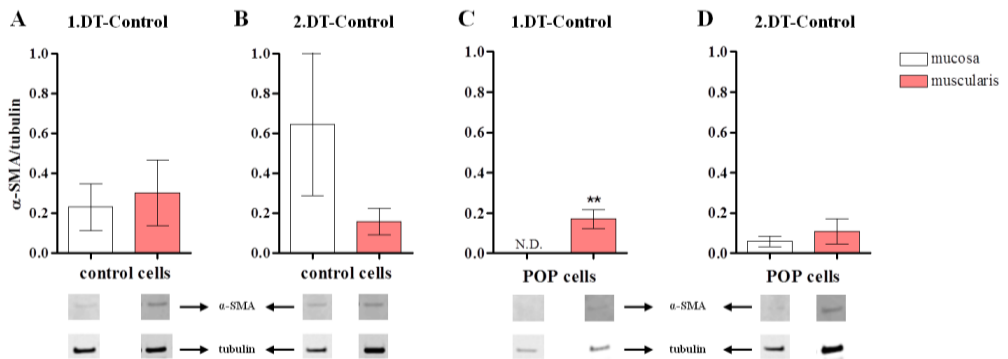 A 1.DT-Control
B 2.DT-Control
C 1.DT-Control
D 2.DT-Control
mucosa
muscularis
α-SMA/tubulin
1.0
0.8
0.6
0.4
0.2
0.0
control cells
1.0
0.8
0.6
0.4
0.2
0.0
control cells
1.0
0.8
0.6
0.4
0.2
0.0
N.D.
**
POP cells
1.0
0.8
0.6
0.4
0.2
0.0
POP cells
α-SMA
tubulin
α-SMA
tubulin